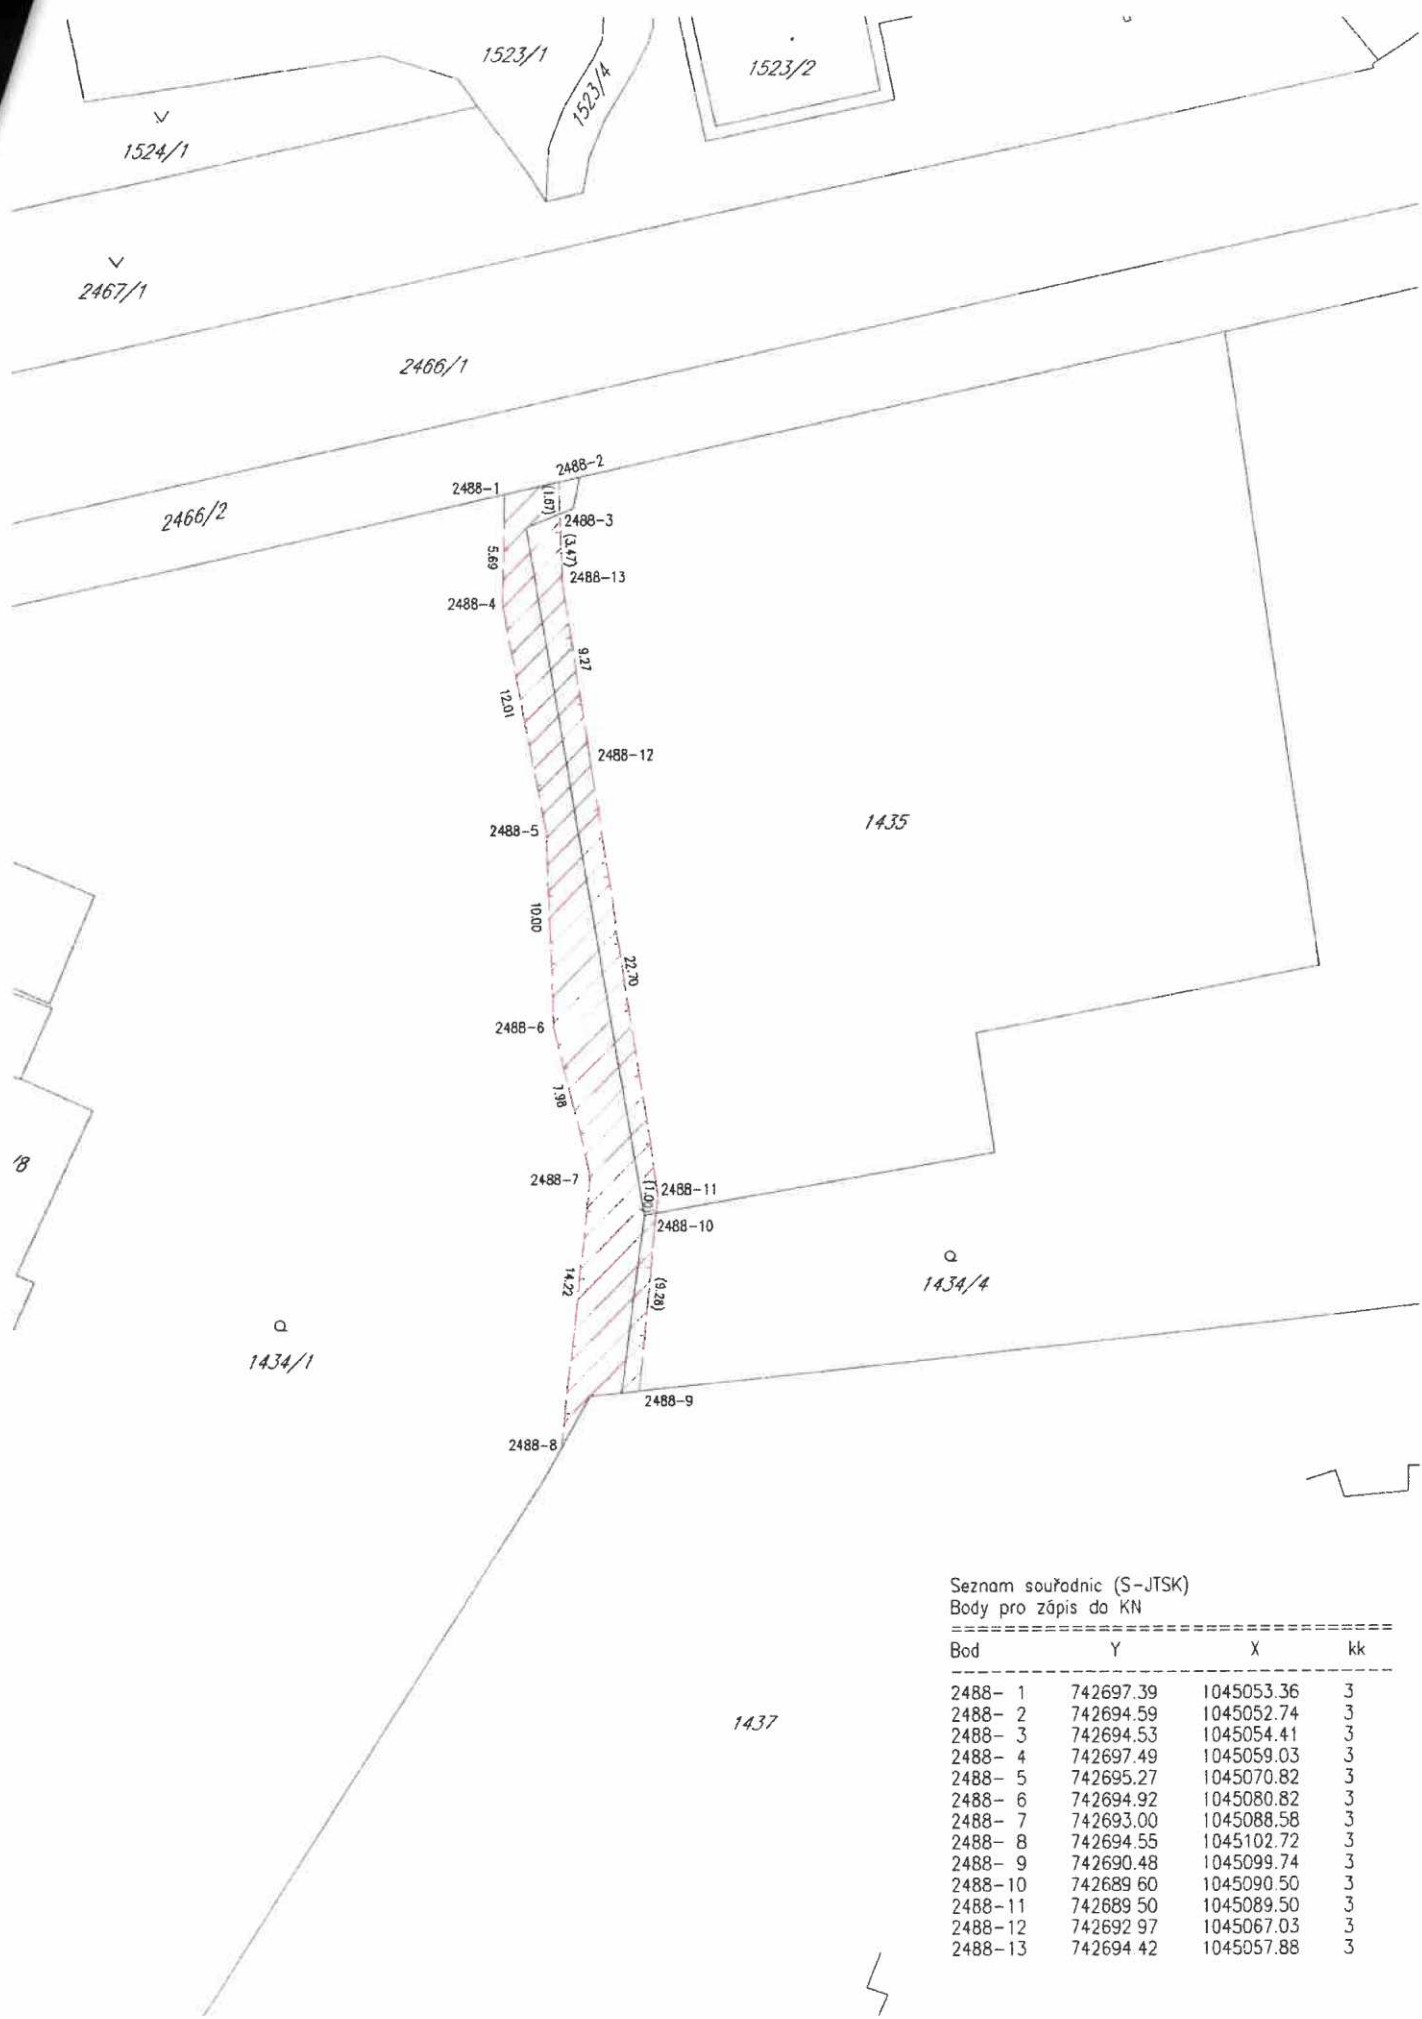 1523/1
1523/4
1523/2
1524/1
2467/1
2466/1
2466/2
2488-2
2488-1
(1.67)
2488-3
(3.47)
5.69
2488-13
2488-4
9.27
12.01
2488-12
2488-5
1435
10.00
22.70
2488-6
7.98
2488-7
2488-11
(1.00)
2488-10
/8
14.22
(9.28)
1434/4
1434/1
2488-9
2488-8
1437
Seznam souřadnic (S-JTSK)
Body pro zápis do KN
=================================
Bod Y X kk
---------------------------------
2488- 1 742697.39 1045053.36 3
2488- 2 742694.59 1045052.74 3
2488- 3 742694.53 1045054.41 3
2488- 4 742697.49 1045059.03 3
2488- 5 742695.27 1045070.82 3
2488- 6 742694.92 1045080.82 3
2488- 7 742693.00 1045088.58 3
2488- 8 742694.55 1045102.72 3
2488- 9 742690.48 1045099.74 3
2488-10 742689.60 1045090.50 3
2488-11 742689.50 1045089.50 3
2488-12 742692.97 1045067.03 3
2488-13 742694.42 1045057.88 3